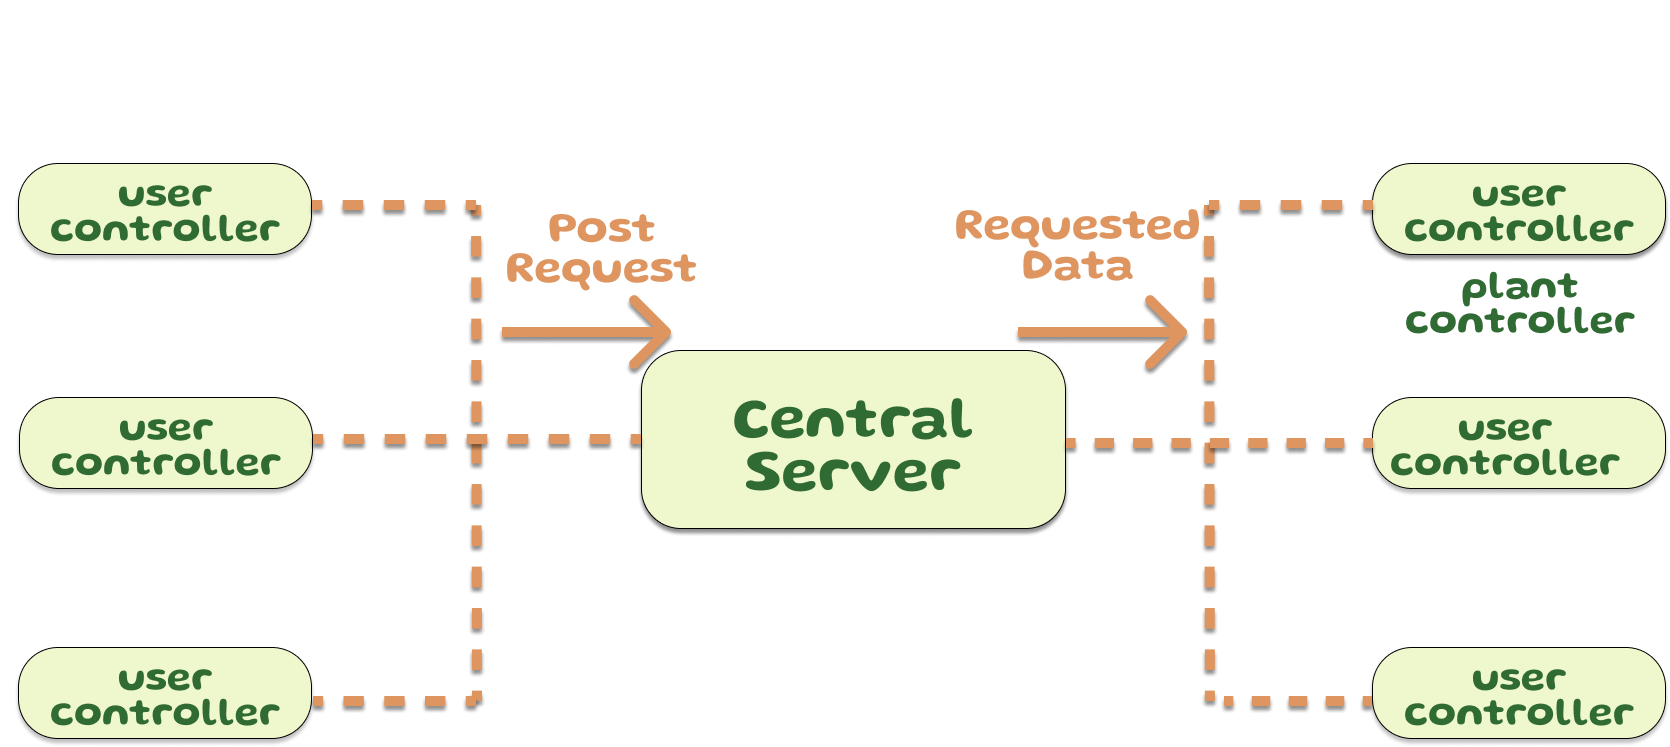 user
controller
user
controller
user
controller
Post
Request
Central
Server
Requested
Data
user
controller
plant
controller
user
controller
user
controller